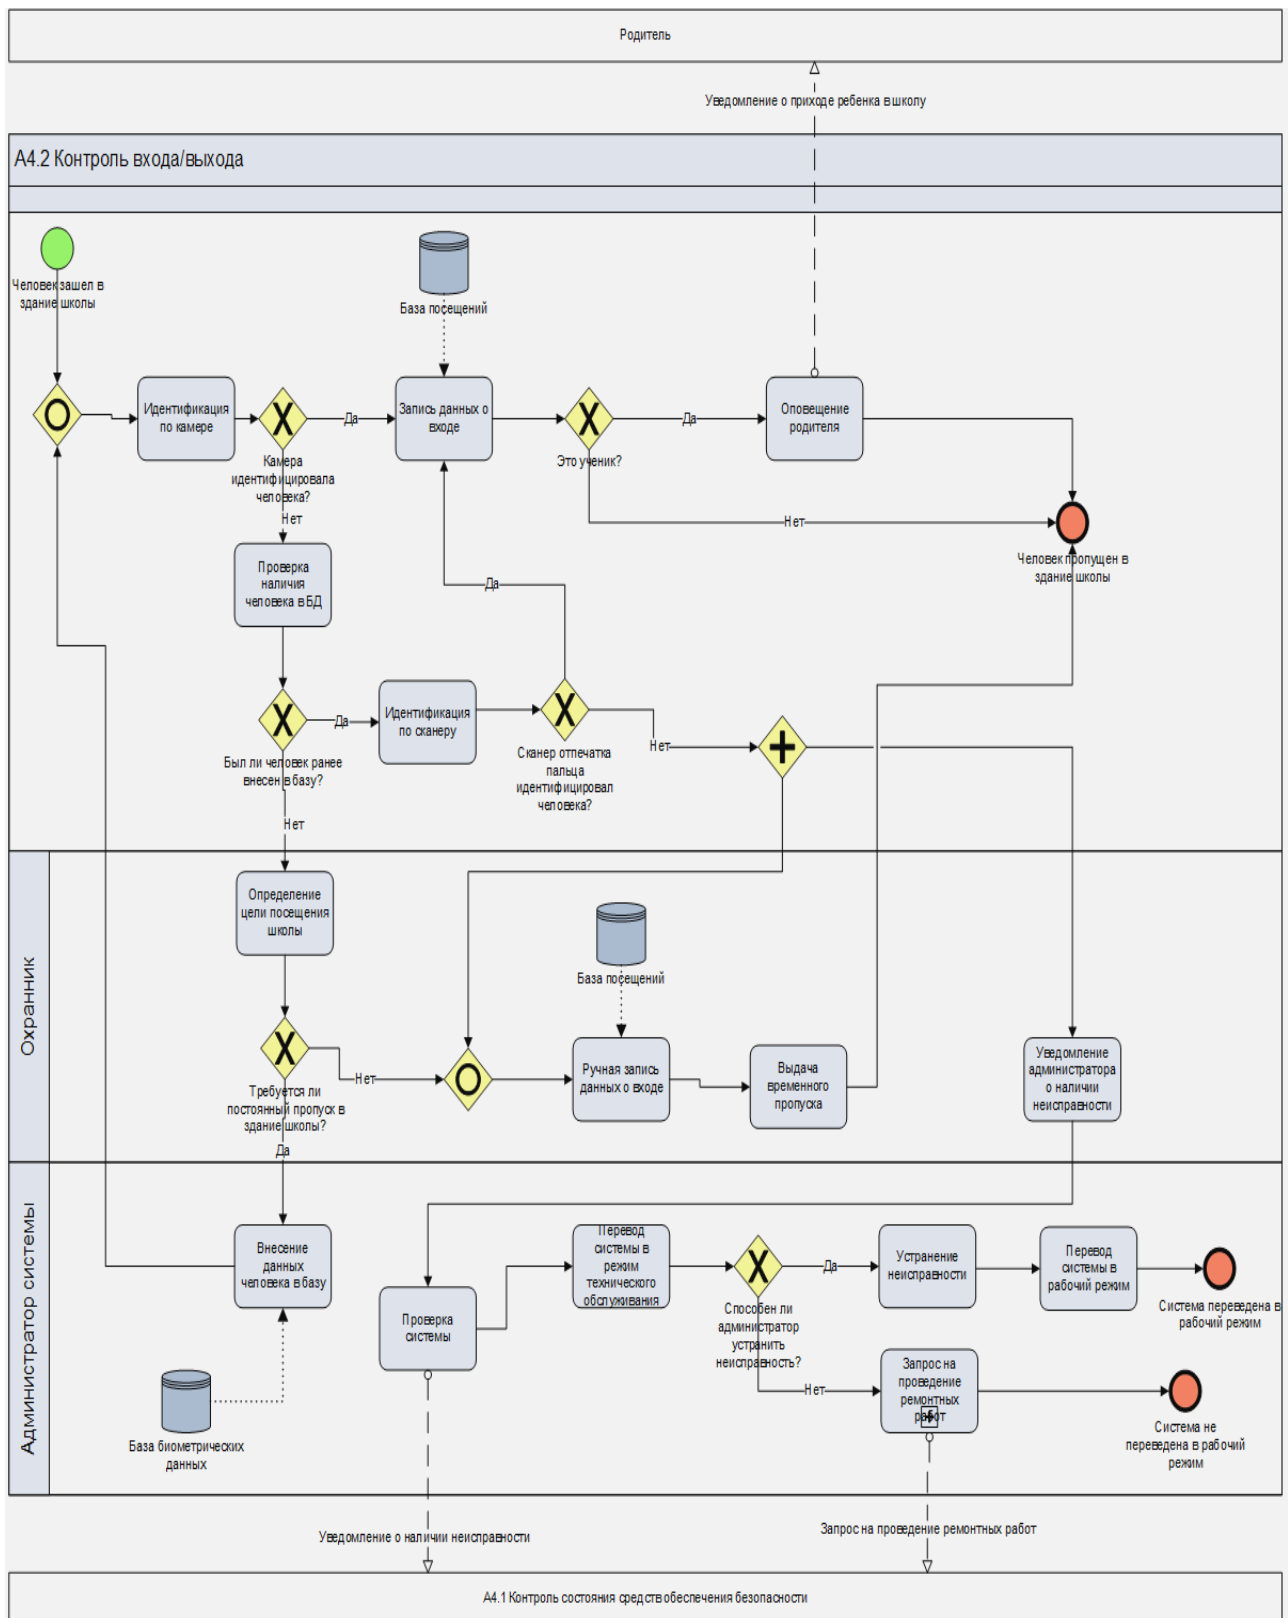 Родитель
Уведомление о приходе ребенка в школу
А4.2 Контроль входа/выхода
Человек зашел в
здание школы
База посещений
Идентификация
по камере
Да
Запись данных о
входе
Да
Оповещение
родителя
Камера
идентифицировала
человека?
Это ученик?
Нет
Нет
Человек пропущен в
здание школы
Проверка
наличия
человека в БД
Да
Идентификация
по сканеру
Да
Нет
Был ли человек ранее
внесен в базу?
Сканер отпечатка
пальца
идентифицировал
человека?
Нет
Охранник
Определение
цели посещения
школы
База посещений
Требуется ли
постоянный пропуск в
здание школы?
Нет
Ручная запись
данных о входе
Выдача
временного
пропуска
Уведомление
администратора
о наличии
неисправности
Да
Администратор системы
Внесение
данных
человека в базу
Перевод
системы в
режим
технического
обслуживания
Да
Устранение
неисправности
Перевод
системы в
рабочий режим
Система переведена в
рабочий режим
Проверка
системы
Способен ли
администратор
устранить
неисправность?
Нет
Запрос на
проведение
ремонтных
работ
Система не
переведена в рабочий
режим
База биометрических
данных
Уведомление о наличии неисправности
Запрос на проведение ремонтных работ
А4.1 Контроль состояния средств обеспечения безопасности